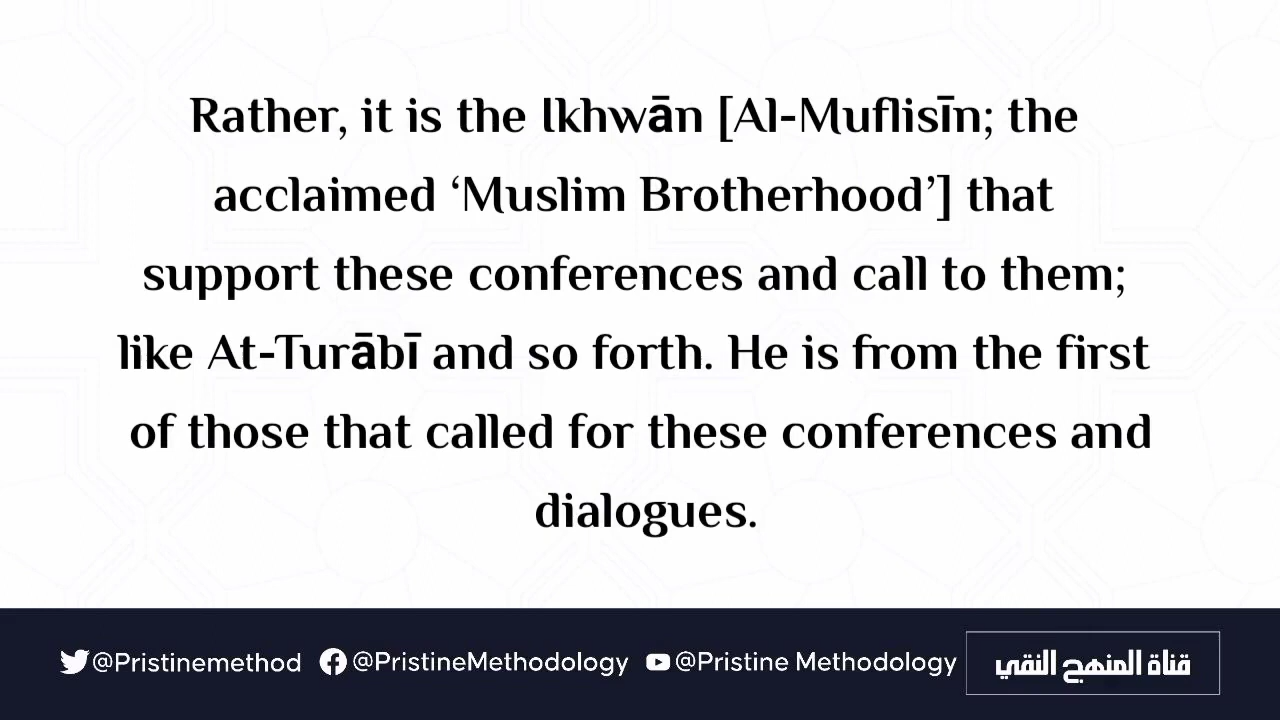 Rather, it is the Ikhwān [Al-Muflisīn; the
acclaimed ‘Muslim Brotherhood’] that
support these conferences and call to them;
like At-Turābī and so forth. He is from the first
of those that called for these conferences and
dialogues.
@Pristinemethod @PristineMethodology @Pristine Methodology قناة المنهج النقي